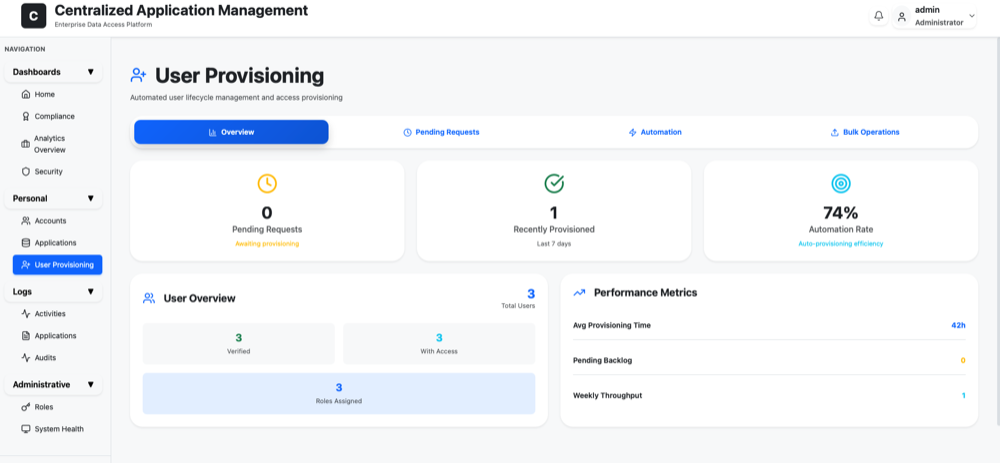 C
Centralized Application Management
Enterprise Data Access Platform
admin
Administrator
NAVIGATION
Dashboards ▼
Home
Compliance
Analytics
Overview
Security
Personal ▼
Accounts
Applications
User Provisioning
Logs ▼
Activities
Applications
Audits
Administrative ▼
Roles
System Health
User Provisioning
Automated user lifecycle management and access provisioning
Overview
Pending Requests
Automation
Bulk Operations
0
Pending Requests
Awaiting provisioning
1
Recently Provisioned
Last 7 days
74%
Automation Rate
Auto-provisioning efficiency
User Overview
3
Total Users
3
Verified
3
With Access
3
Roles Assigned
Performance Metrics
Avg Provisioning Time 42h
Pending Backlog 0
Weekly Throughput 1